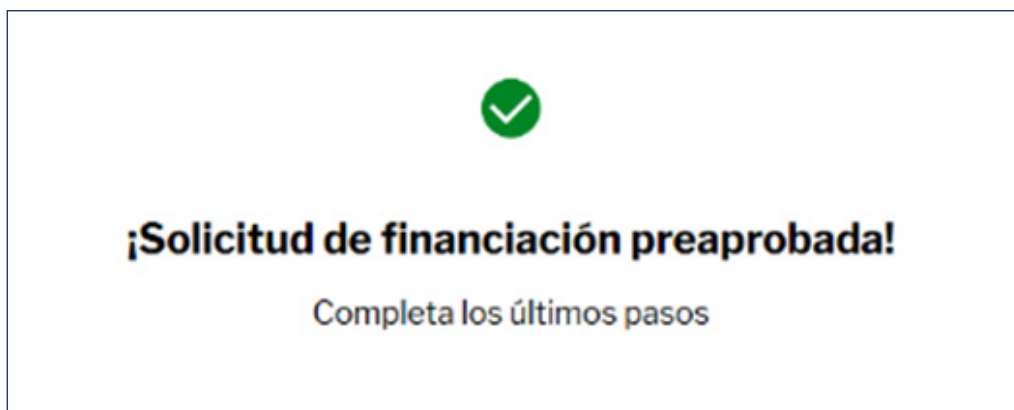 ¡Solicitud de financiación preaprobada!
Completa los últimos pasos